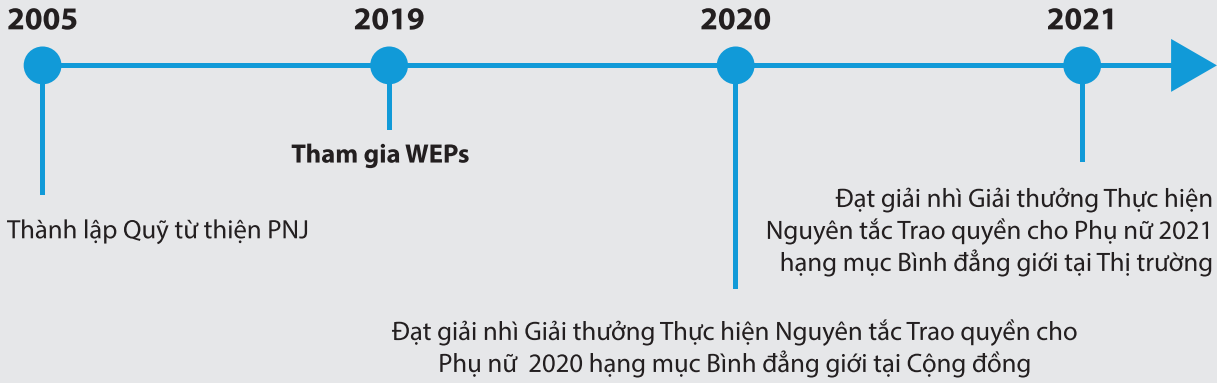 2005
2019
2020
2021
Tham gia WEPs
Thành lập Quỹ từ thiện PNJ
Đạt giải nhì Giải thưởng Thực hiện
Nguyên tắc Trao quyền cho Phụ nữ 2021
hạng mục Bình đẳng giới tại Thị trường
Đạt giải nhì Giải thưởng Thực hiện Nguyên tắc Trao quyền cho
Phụ nữ 2020 hạng mục Bình đẳng giới tại Cộng đồng